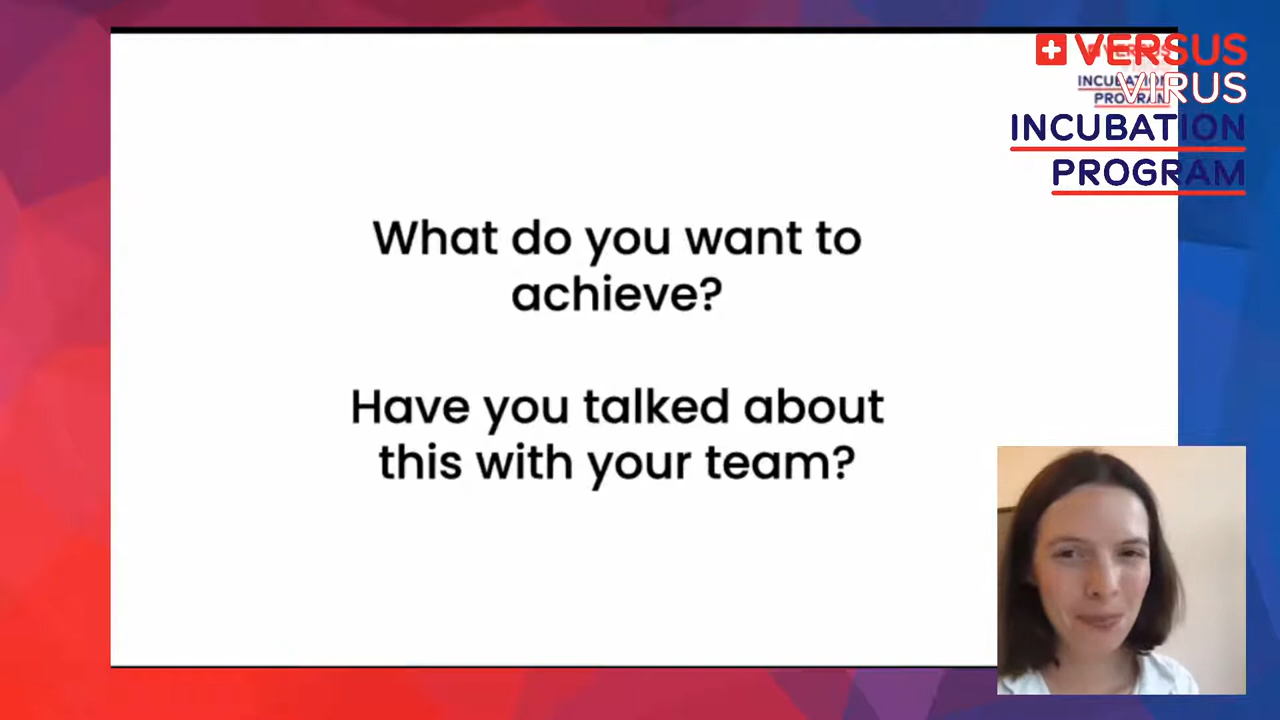 VERSUS
VIRUS
INCUBATION
PROGRAM
What do you want to
achieve?
Have you talked about
this with your team?